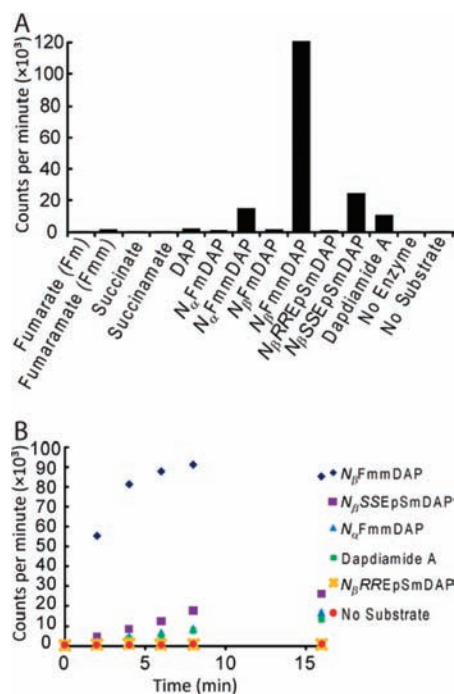 A
Counts per minute (×10³)
120
100
80
60
40
20
0
Fumarate (Fm)
Fumaramate (Fmm)
Succinate
Succinamate
DAP
NαFmDAP
NαFmmDAP
NβFmDAP
NβFmmDAP
NβRREpSmDAP
NβSSEpSmDAP
Dapdiamide A
No Enzyme
No Substrate
B
Counts per minute (×10³)
100
90
80
70
60
50
40
30
20
10
0
0
5
10
15
Time (min)
NβFmmDAP
NβSSEpSmDAP
NαFmmDAP
Dapdiamide A
NβRREpSmDAP
No Substrate